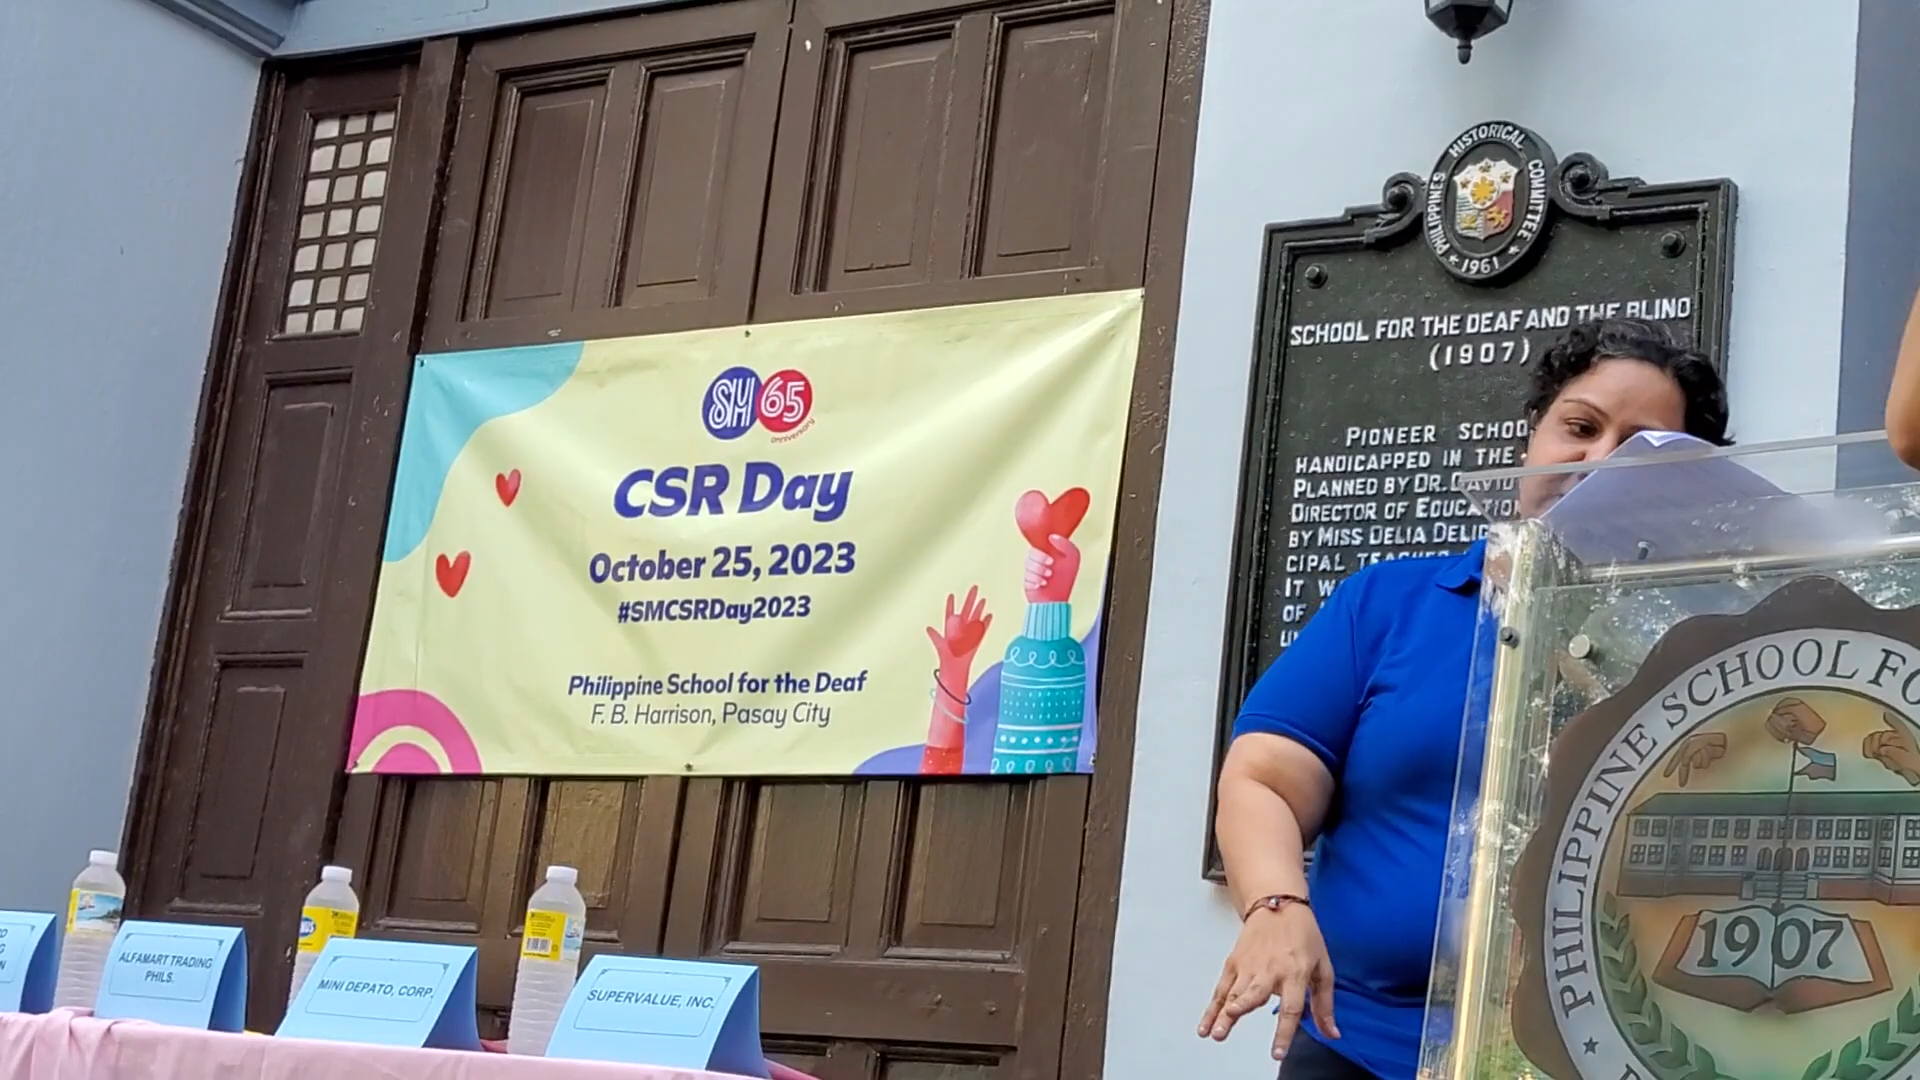 SM 65
anniversary
CSR Day
October 25, 2023
#SMCSRDay2023
Philippine School for the Deaf
F. B. Harrison, Pasay City
PHILIPPINES HISTORICAL COMMITTEE
★ 1961 ★
SCHOOL FOR THE DEAF AND THE BLIND
(1907)
PIONEER SCHOO
HANDICAPPED IN THE
PLANNED BY DR. DAVID
DIRECTOR OF EDUCATIO
BY MISS DELIA DELIG
CIPAL TEACHER
IT W
OF
PHILIPPINE SCHOOL FO
1907
ALFAMART TRADING
PHILS.
MINI DEPATO, CORP.
SUPERVALUE, INC.